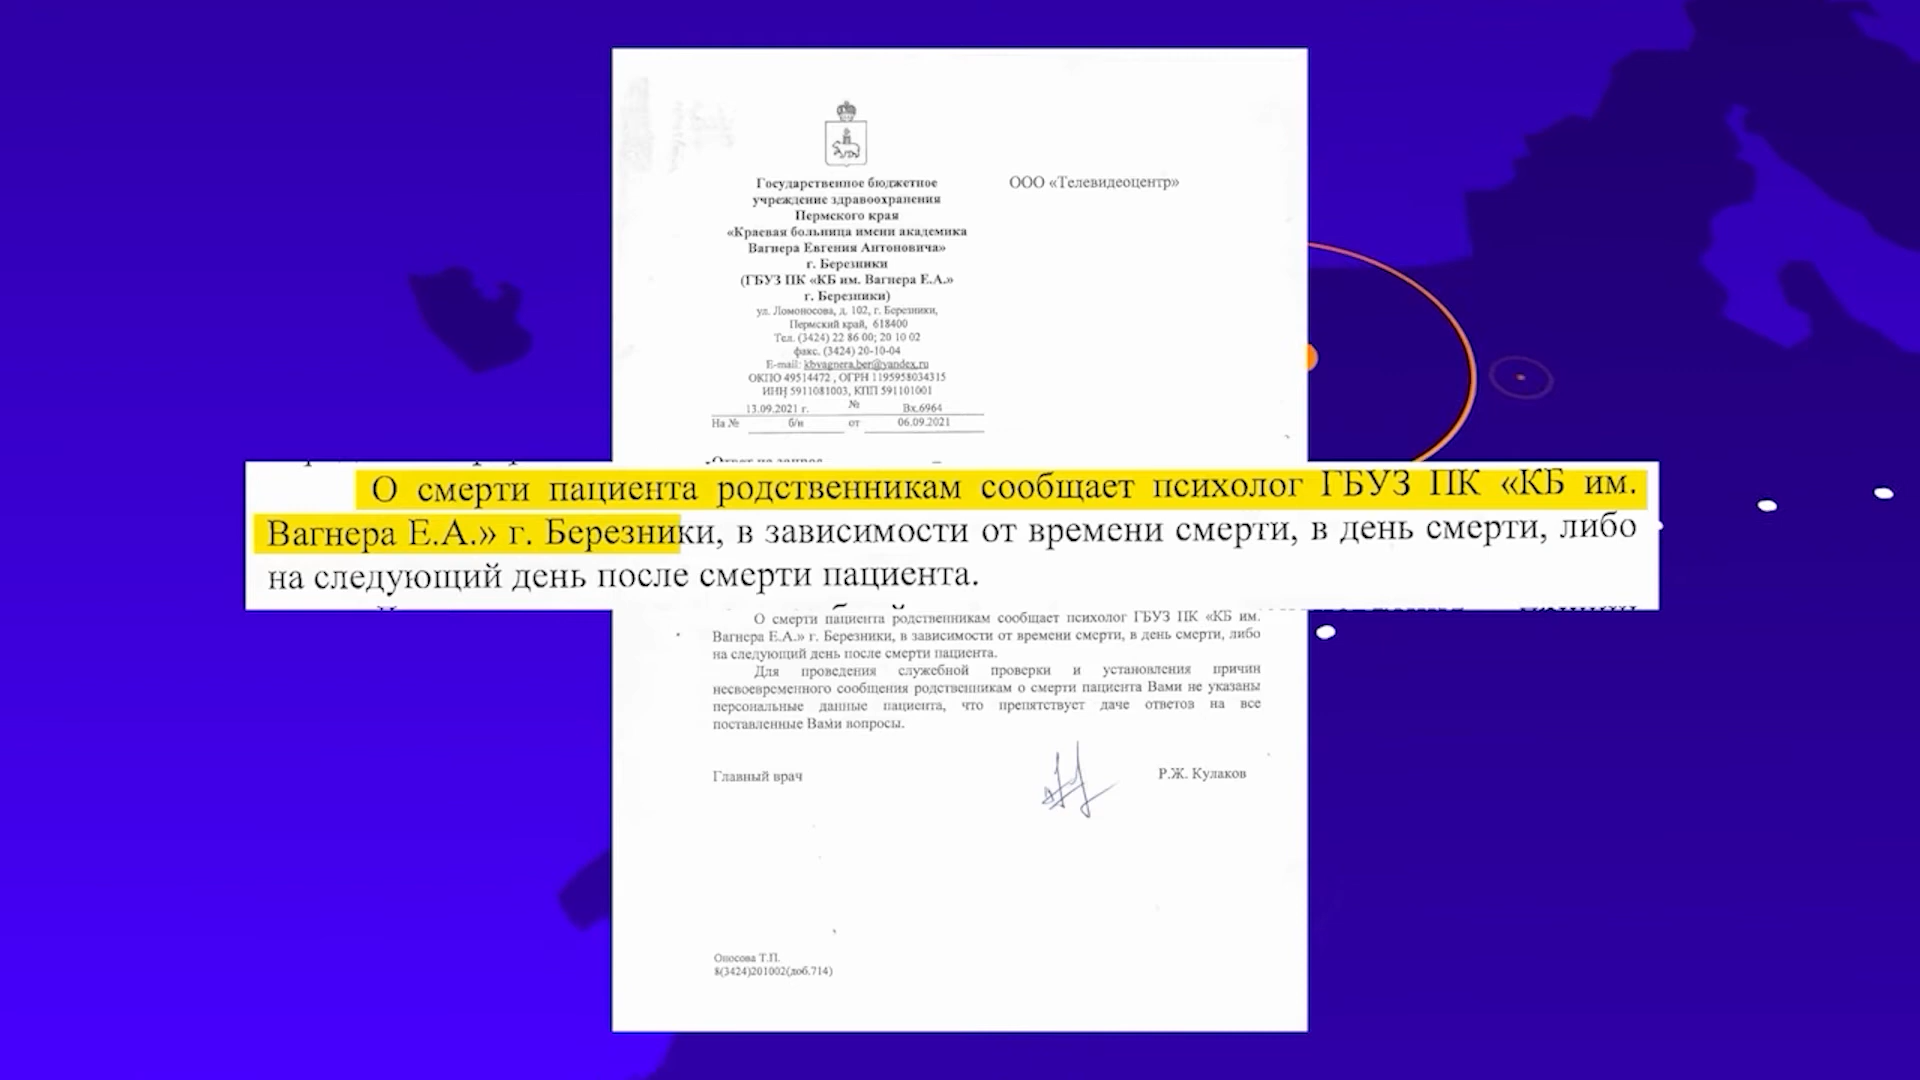 Государственное бюджетное
учреждение здравоохранения
Пермского края
«Краевая больница имени академика
Вагнера Евгения Антоновича»
г. Березники
(ГБУЗ ПК «КБ им. Вагнера Е.А.»
г. Березники)
ул. Ломоносова, д. 102, г. Березники,
Пермский край, 618400
Тел. (3424) 22 86 00; 20 10 02
факс. (3424) 20-10-04
E-mail: kbvagnera.ber@yandex.ru
ОКПО 49514472 , ОГРН 1195958034315
ИНН 5911081003, КПП 591101001
13.09.2021 г. № Вх.6964
На № б/н от 06.09.2021
ООО «Телевидеоцентр»
О смерти пациента родственникам сообщает психолог ГБУЗ ПК «КБ им.
Вагнера Е.А.» г. Березники, в зависимости от времени смерти, в день смерти, либо
на следующий день после смерти пациента.
О смерти пациента родственникам сообщает психолог ГБУЗ ПК «КБ им.
Вагнера Е.А.» г. Березники, в зависимости от времени смерти, в день смерти, либо
на следующий день после смерти пациента.
Для проведения служебной проверки и установления причин
несвоевременного сообщения родственникам о смерти пациента Вами не указаны
персональные данные пациента, что препятствует даче ответов на все
поставленные Вами вопросы.
Главный врач Р.Ж. Кулаков
Опосова Т.П.
8(3424)201002(доб.714)